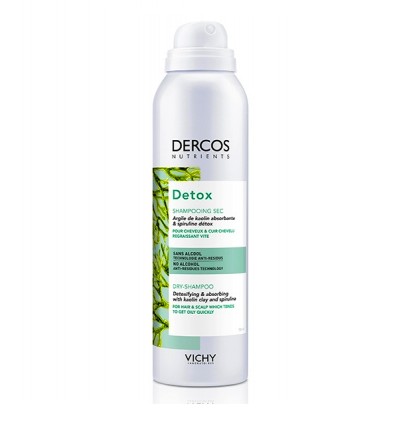 DERCOS
NUTRIENTS
Detox
SHAMPOOING SEC
Argile de kaolin absorbante
& spiruline détox
POUR CHEVEUX & CUIR CHEVELU
REGRAISSANT VITE
SANS ALCOOL
TECHNOLOGIE ANTI-RESIDUS
NO ALCOHOL
ANTI-RESIDUES TECHNOLOGY
DRY-SHAMPOO
Detoxifying & absorbing
with kaolin clay and spirulina
FOR HAIR & SCALP WHICH TENDS
TO GET OILY QUICKLY
VICHY
LABORATOIRES